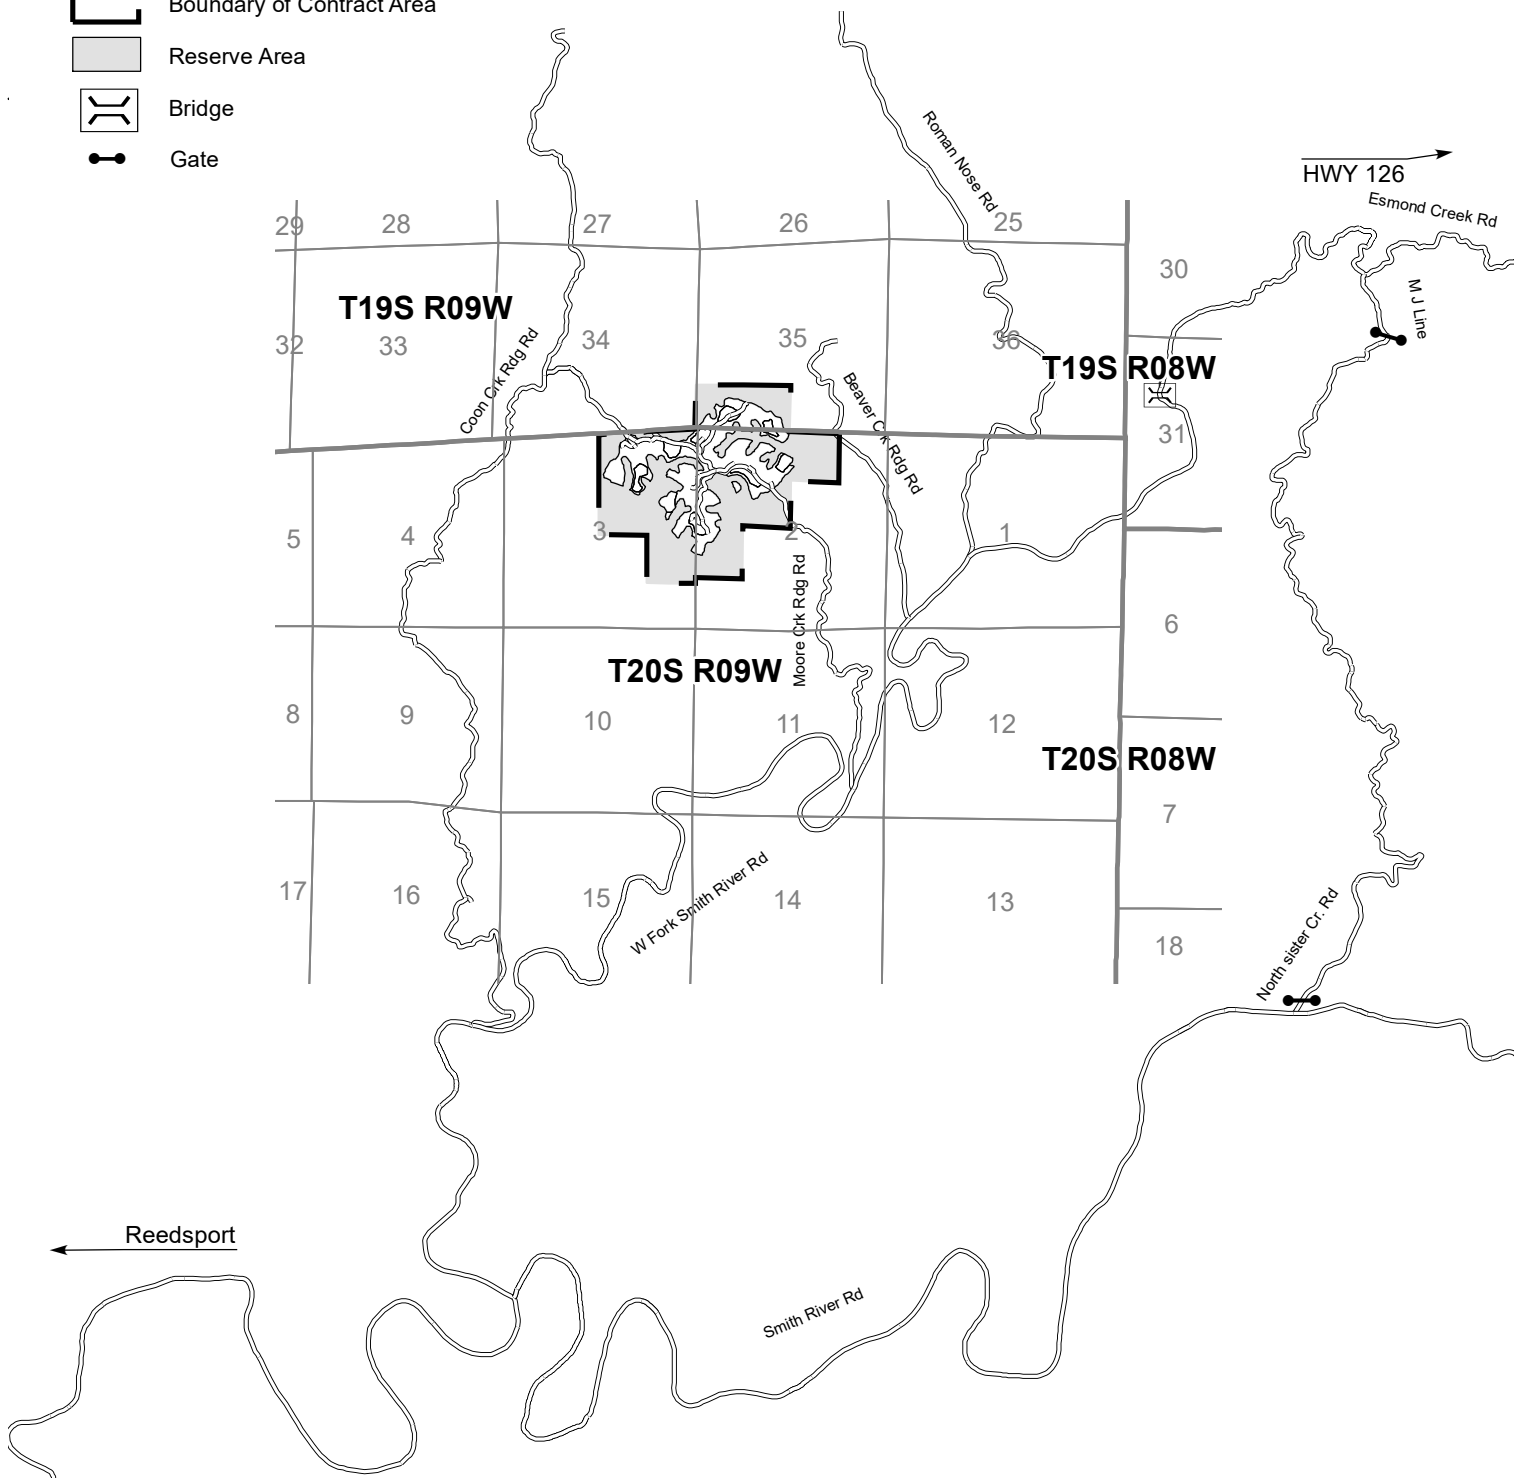 Boundary of Contract Area
Reserve Area
Bridge
Gate
HWY 126
Esmond Creek Rd
Roman Nose Rd
M J Line
29
28
27
26
25
30
T19S R09W
32
33
34
35
36
T19S R08W
Coon Crk Rdg Rd
Beaver Crk Rdg Rd
31
5
4
3
2
1
Moore Crk Rdg Rd
6
T20S R09W
8
9
10
11
12
T20S R08W
7
17
16
15
14
13
W Fork Smith River Rd
18
North sister Cr. Rd
Reedsport
Smith River Rd